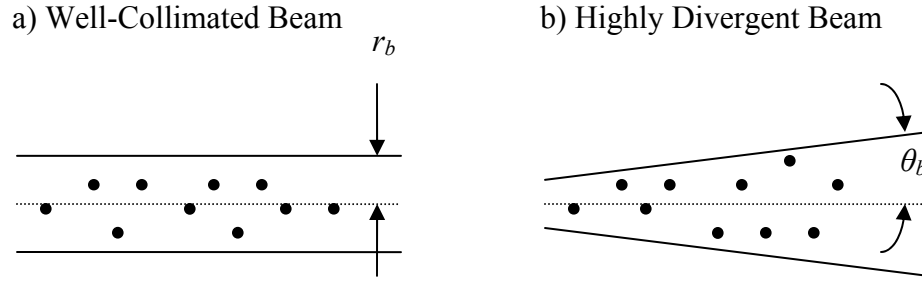 a) Well-Collimated Beam
r_b
b) Highly Divergent Beam
θ_b